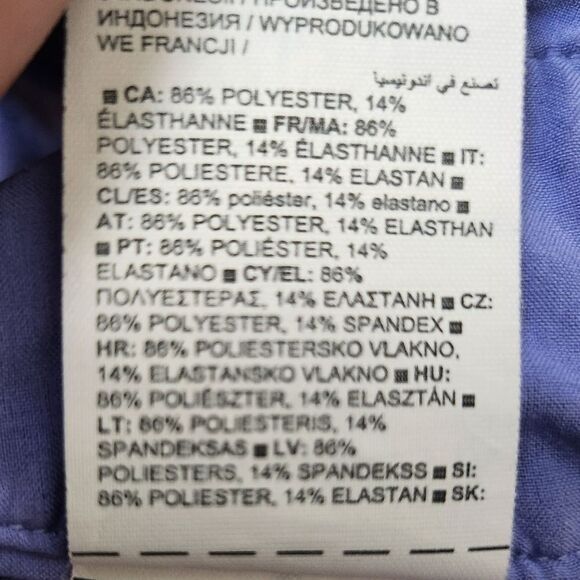 ИНДОНЕЗИЯ / WYPRODUKOWANO
WE FRANCJI /
تصنع في اندونيسيا
CA: 86% POLYESTER, 14%
ÉLASTHANNE ■ FR/MA: 86%
POLYESTER, 14% ÉLASTHANNE ■ IT:
86% POLIESTERE, 14% ELASTAN ■
CL/ES: 86% poliéster, 14% elastano ■
AT: 86% POLYESTER, 14% ELASTHAN
■ PT: 86% POLIÉSTER, 14%
ELASTANO ■ CY/EL: 86%
ΠΟΛΥΕΣΤΕΡΑΣ, 14% ΕΛΑΣΤΑΝΗ ■ CZ:
86% POLYESTER, 14% SPANDEX ■
HR: 86% POLIESTERSKO VLAKNO,
14% ELASTANSKO VLAKNO ■ HU:
86% POLIÉSZTER, 14% ELASZTÁN ■
LT: 86% POLIESTERIS, 14%
SPANDEKSAS ■ LV: 86%
POLIESTERS, 14% SPANDEKSS ■ SI:
86% POLIESTER, 14% ELASTAN ■ SK: